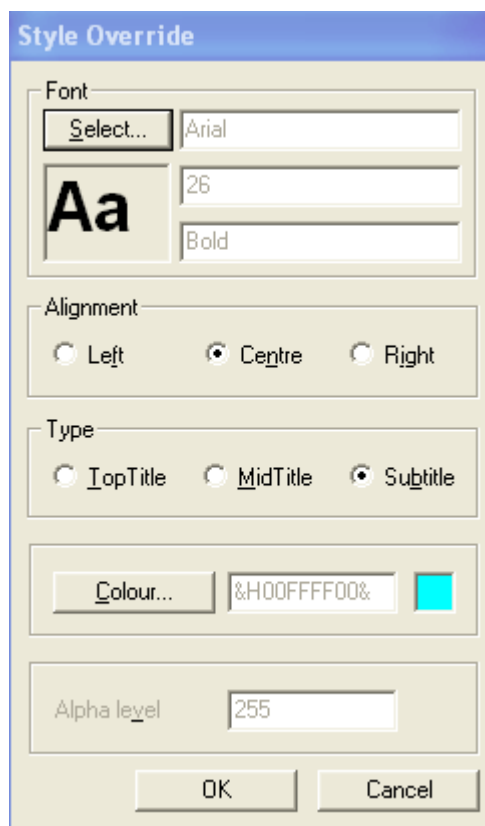 Style Override
Font
Select... Arial
Aa 26
Bold
Alignment
Left Centre Right
Type
TopTitle MidTitle Subtitle
Colour... &H00FFFF00&
Alpha level 255
OK Cancel